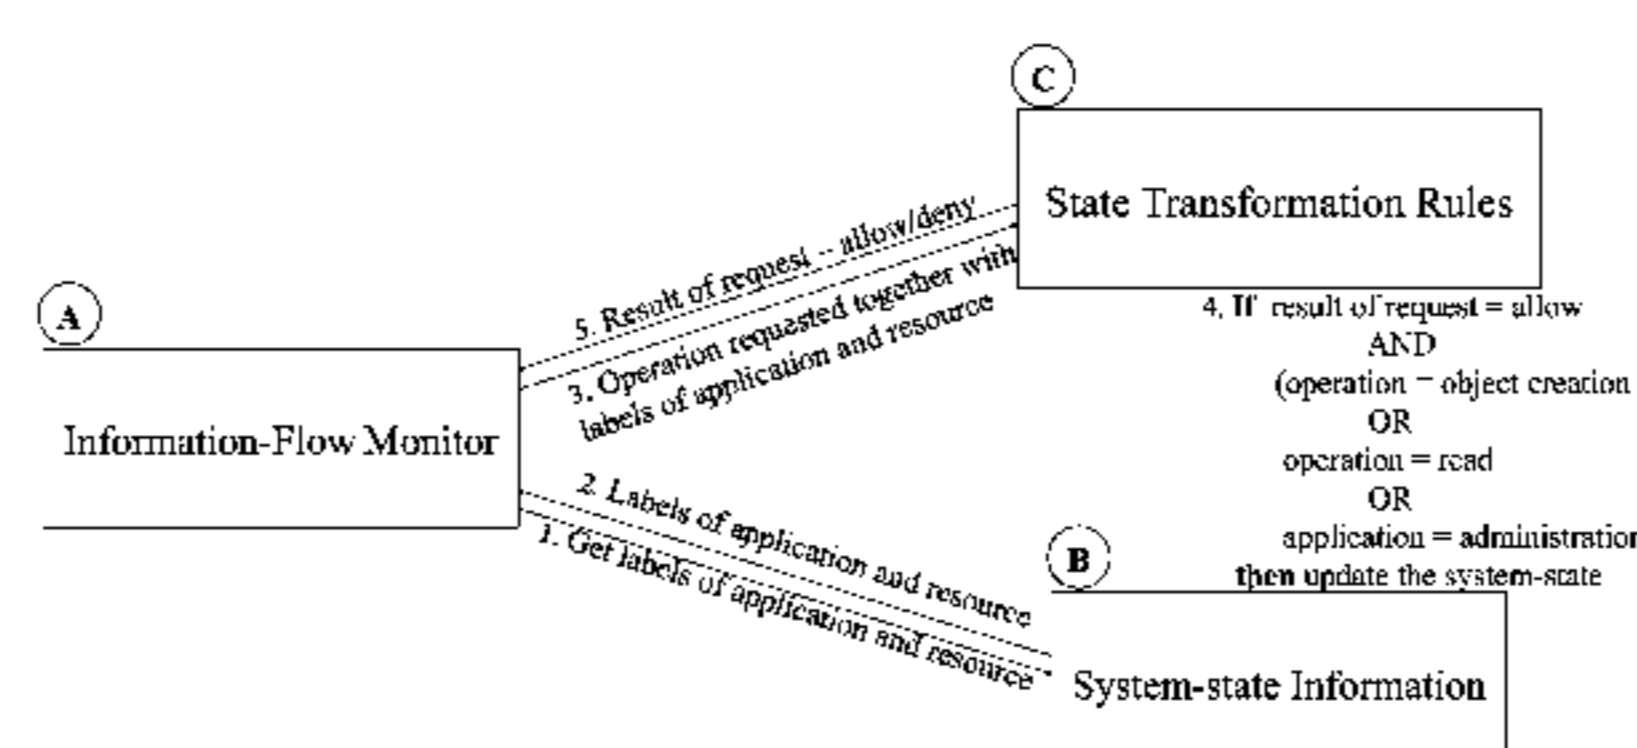 C
State Transformation Rules
5. Result of request - allow/deny
3. Operation requested together with
labels of application and resource
A
Information-Flow Monitor
4. If result of request = allow
AND
(operation = object creation
OR
operation = read
OR
application = administration
then update the system-state
2. Labels of application and resource
1. Get labels of application and resource
B
System-state Information